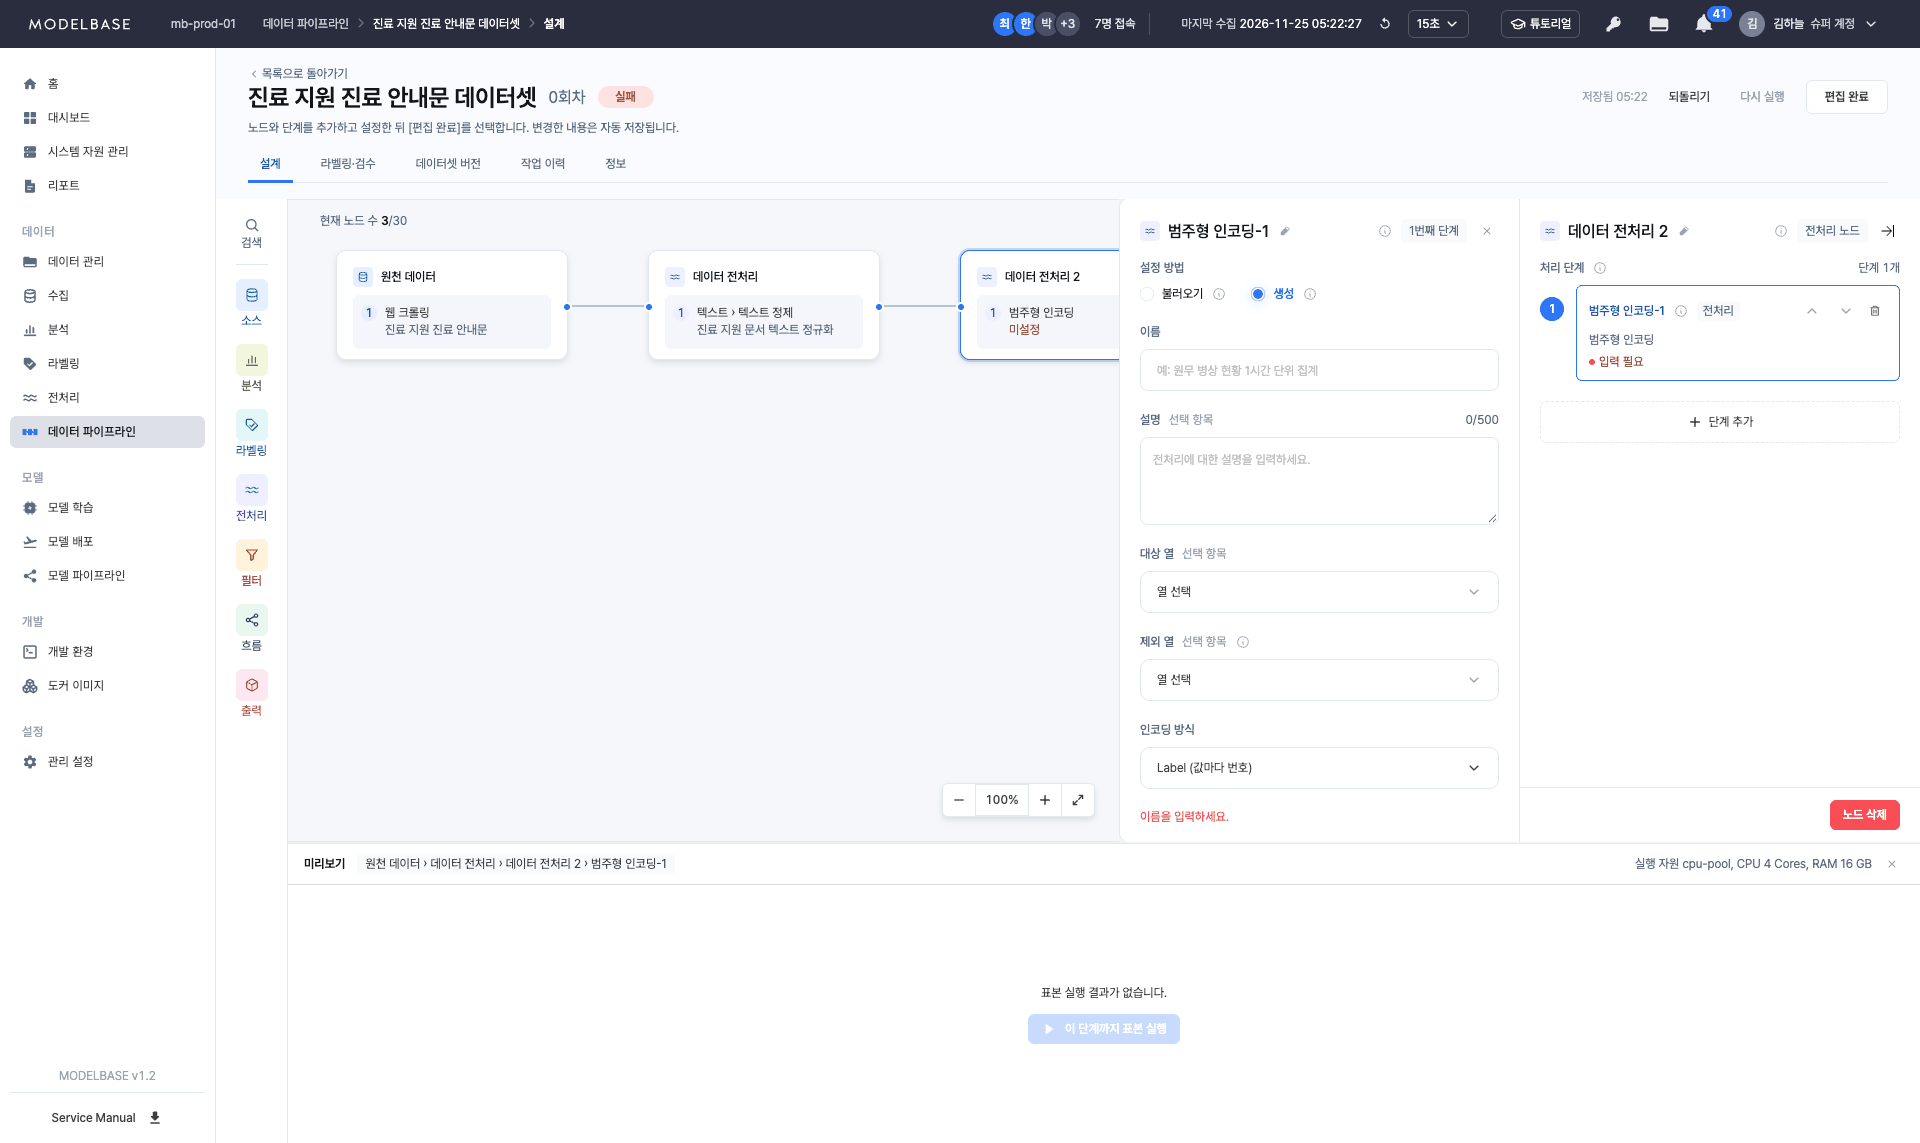 MODELBASE
mb-prod-01
데이터 파이프라인 > 진료 지원 진료 안내문 데이터셋 > 설계
최 한 박 +3 7명 접속
마지막 수집 2026-11-25 05:22:27
15초
튜토리얼
41
김 김하늘 슈퍼 계정
홈
대시보드
시스템 자원 관리
리포트
데이터
데이터 관리
수집
분석
라벨링
전처리
데이터 파이프라인
모델
모델 학습
모델 배포
모델 파이프라인
개발
개발 환경
도커 이미지
설정
관리 설정
MODELBASE v1.2
Service Manual
목록으로 돌아가기
진료 지원 진료 안내문 데이터셋 0회차 실패
노드와 단계를 추가하고 설정한 뒤 [편집 완료]를 선택합니다. 변경한 내용은 자동 저장됩니다.
저장됨 05:22 되돌리기 다시 실행 편집 완료
설계 라벨링·검수 데이터셋 버전 작업 이력 정보
검색
소스
분석
라벨링
전처리
필터
흐름
출력
현재 노드 수 3/30
원천 데이터
1 웹 크롤링
진료 지원 진료 안내문
데이터 전처리
1 텍스트 › 텍스트 정제
진료 지원 문서 텍스트 정규화
데이터 전처리 2
1 범주형 인코딩
미설정
100%
범주형 인코딩-1 1번째 단계
설정 방법
불러오기 생성
이름
예: 원무 병상 현황 1시간 단위 집계
설명 선택 항목 0/500
전처리에 대한 설명을 입력하세요.
대상 열 선택 항목
열 선택
제외 열 선택 항목
열 선택
인코딩 방식
Label (값마다 번호)
이름을 입력하세요.
데이터 전처리 2 전처리 노드
처리 단계 단계 1개
1 범주형 인코딩-1 전처리
범주형 인코딩
입력 필요
단계 추가
노드 삭제
미리보기 원천 데이터 › 데이터 전처리 › 데이터 전처리 2 › 범주형 인코딩-1
실행 자원 cpu-pool, CPU 4 Cores, RAM 16 GB
표본 실행 결과가 없습니다.
이 단계까지 표본 실행